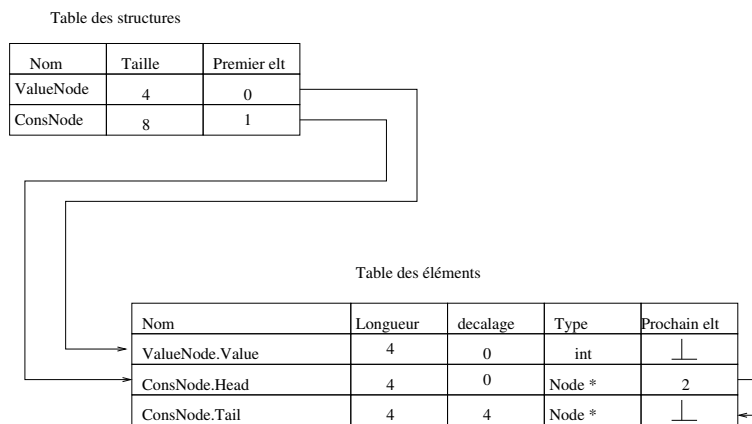 Table des structures
Nom Taille Premier elt
ValueNode 4 0
ConsNode 8 1
Table des éléments
Nom Longueur decalage Type Prochain elt
ValueNode.Value 4 0 int ⊥
ConsNode.Head 4 0 Node * 2
ConsNode.Tail 4 4 Node * ⊥